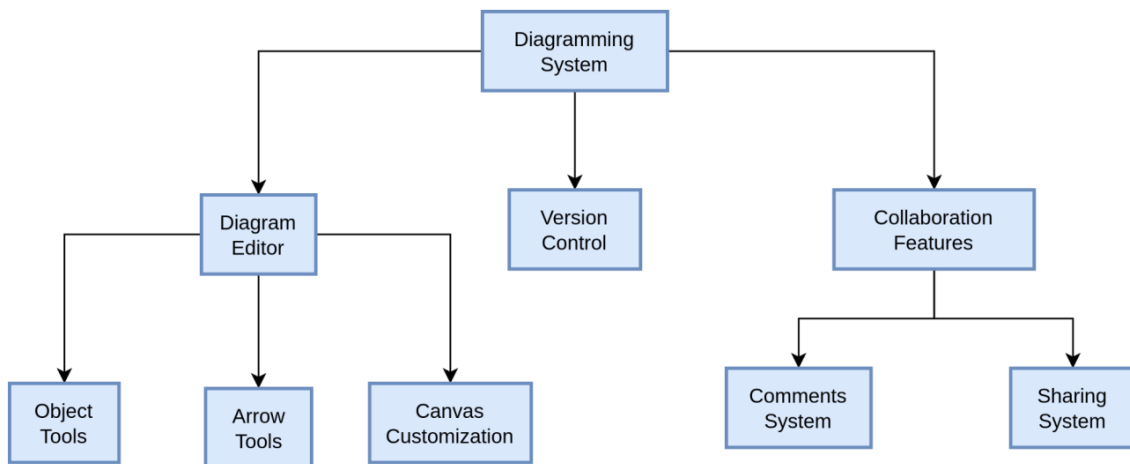 Diagramming
System
Diagram
Editor
Version
Control
Collaboration
Features
Object
Tools
Arrow
Tools
Canvas
Customization
Comments
System
Sharing
System